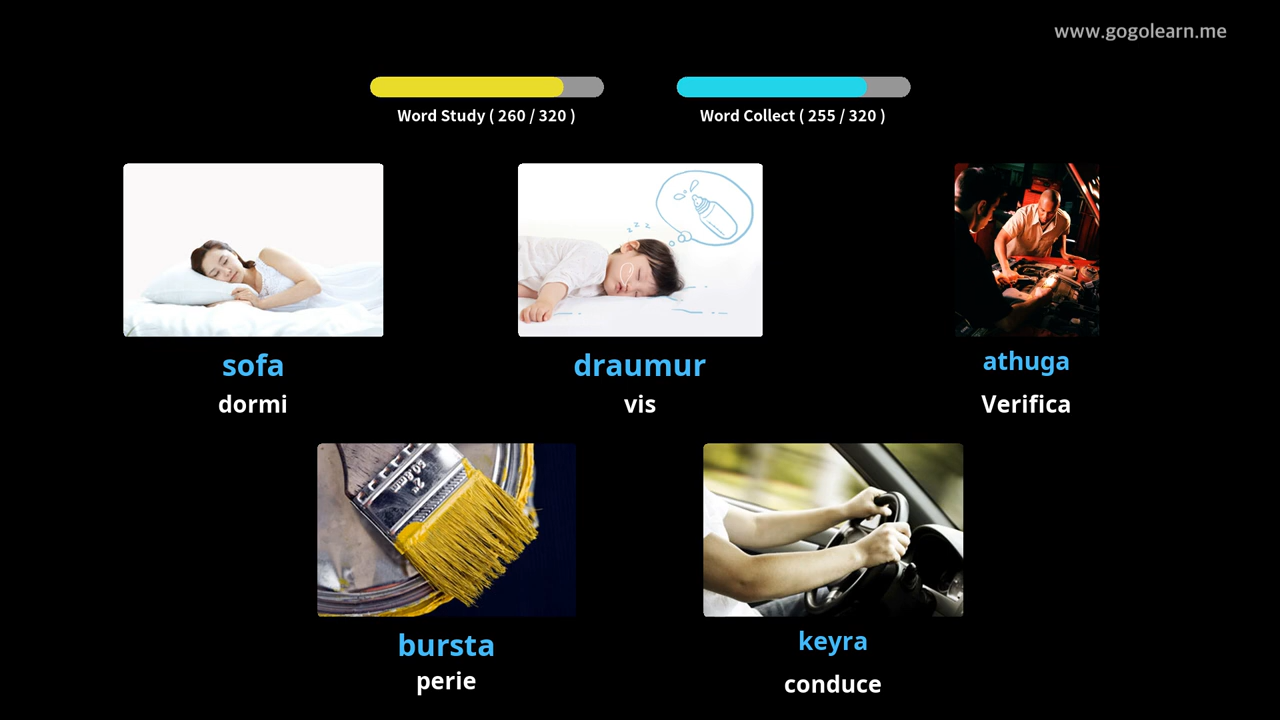 www.gogolearn.me
Word Study ( 260 / 320 )
Word Collect ( 255 / 320 )
sofa
dormi
draumur
vis
athuga
Verifica
bursta
perie
keyra
conduce